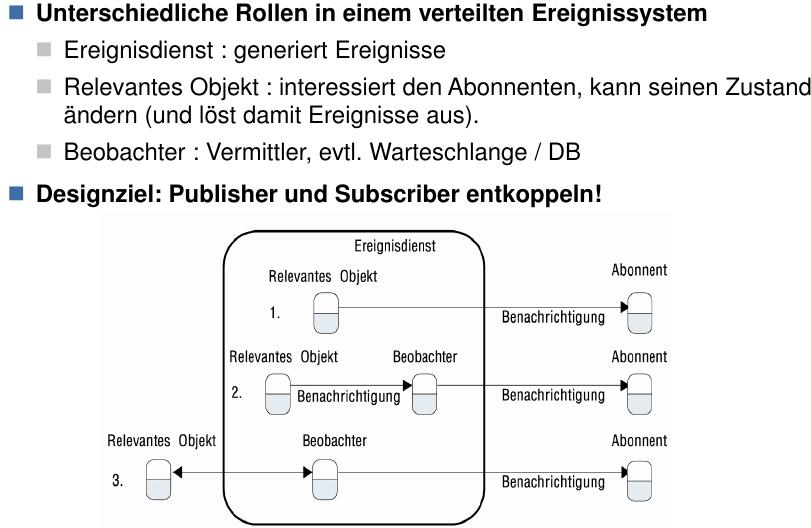 Unterschiedliche Rollen in einem verteilten Ereignissystem
Ereignisdienst : generiert Ereignisse
Relevantes Objekt : interessiert den Abonnenten, kann seinen Zustand
ändern (und löst damit Ereignisse aus).
Beobachter : Vermittler, evtl. Warteschlange / DB
Designziel: Publisher und Subscriber entkoppeln!
Ereignisdienst
Relevantes Objekt
Abonnent
1.
Benachrichtigung
Relevantes Objekt
Beobachter
Abonnent
2.
Benachrichtigung
Benachrichtigung
Relevantes Objekt
Beobachter
Abonnent
3.
Benachrichtigung